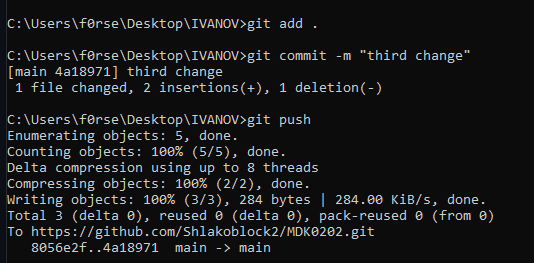 C:\Users\f0rse\Desktop\IVANOV>git add .
C:\Users\f0rse\Desktop\IVANOV>git commit -m "third change"
[main 4a18971] third change
 1 file changed, 2 insertions(+), 1 deletion(-)
C:\Users\f0rse\Desktop\IVANOV>git push
Enumerating objects: 5, done.
Counting objects: 100% (5/5), done.
Delta compression using up to 8 threads
Compressing objects: 100% (2/2), done.
Writing objects: 100% (3/3), 284 bytes | 284.00 KiB/s, done.
Total 3 (delta 0), reused 0 (delta 0), pack-reused 0 (from 0)
To https://github.com/Shlakoblock2/MDK0202.git
   8056e2f..4a18971  main -> main